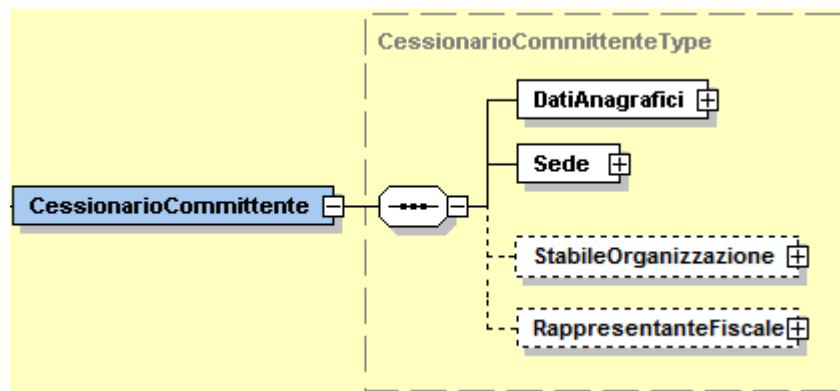 CessionarioCommittenteType
DatiAnagrafici
Sede
CessionarioCommittente
StabileOrganizzazione
RappresentanteFiscale